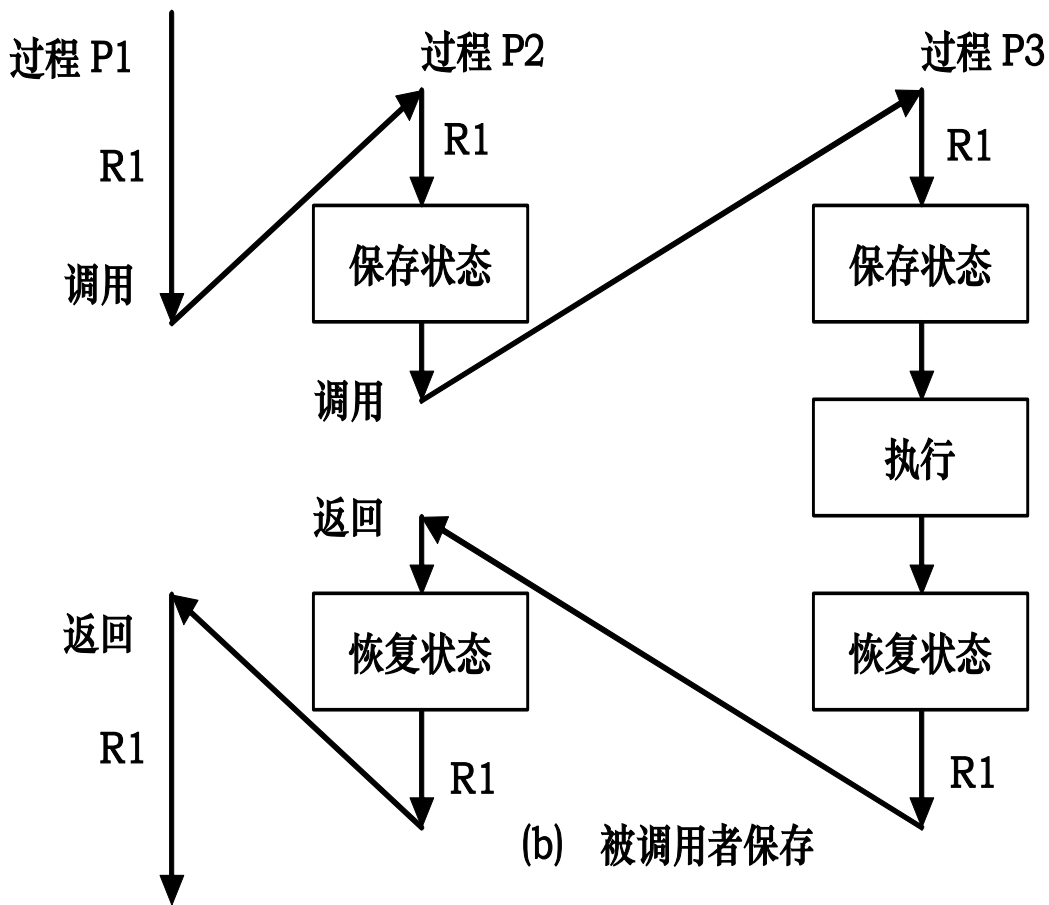 过程 P1
过程 P2
过程 P3
R1
R1
R1
保存状态
保存状态
调用
调用
执行
返回
返回
恢复状态
恢复状态
R1
R1
R1
(b) 被调用者保存